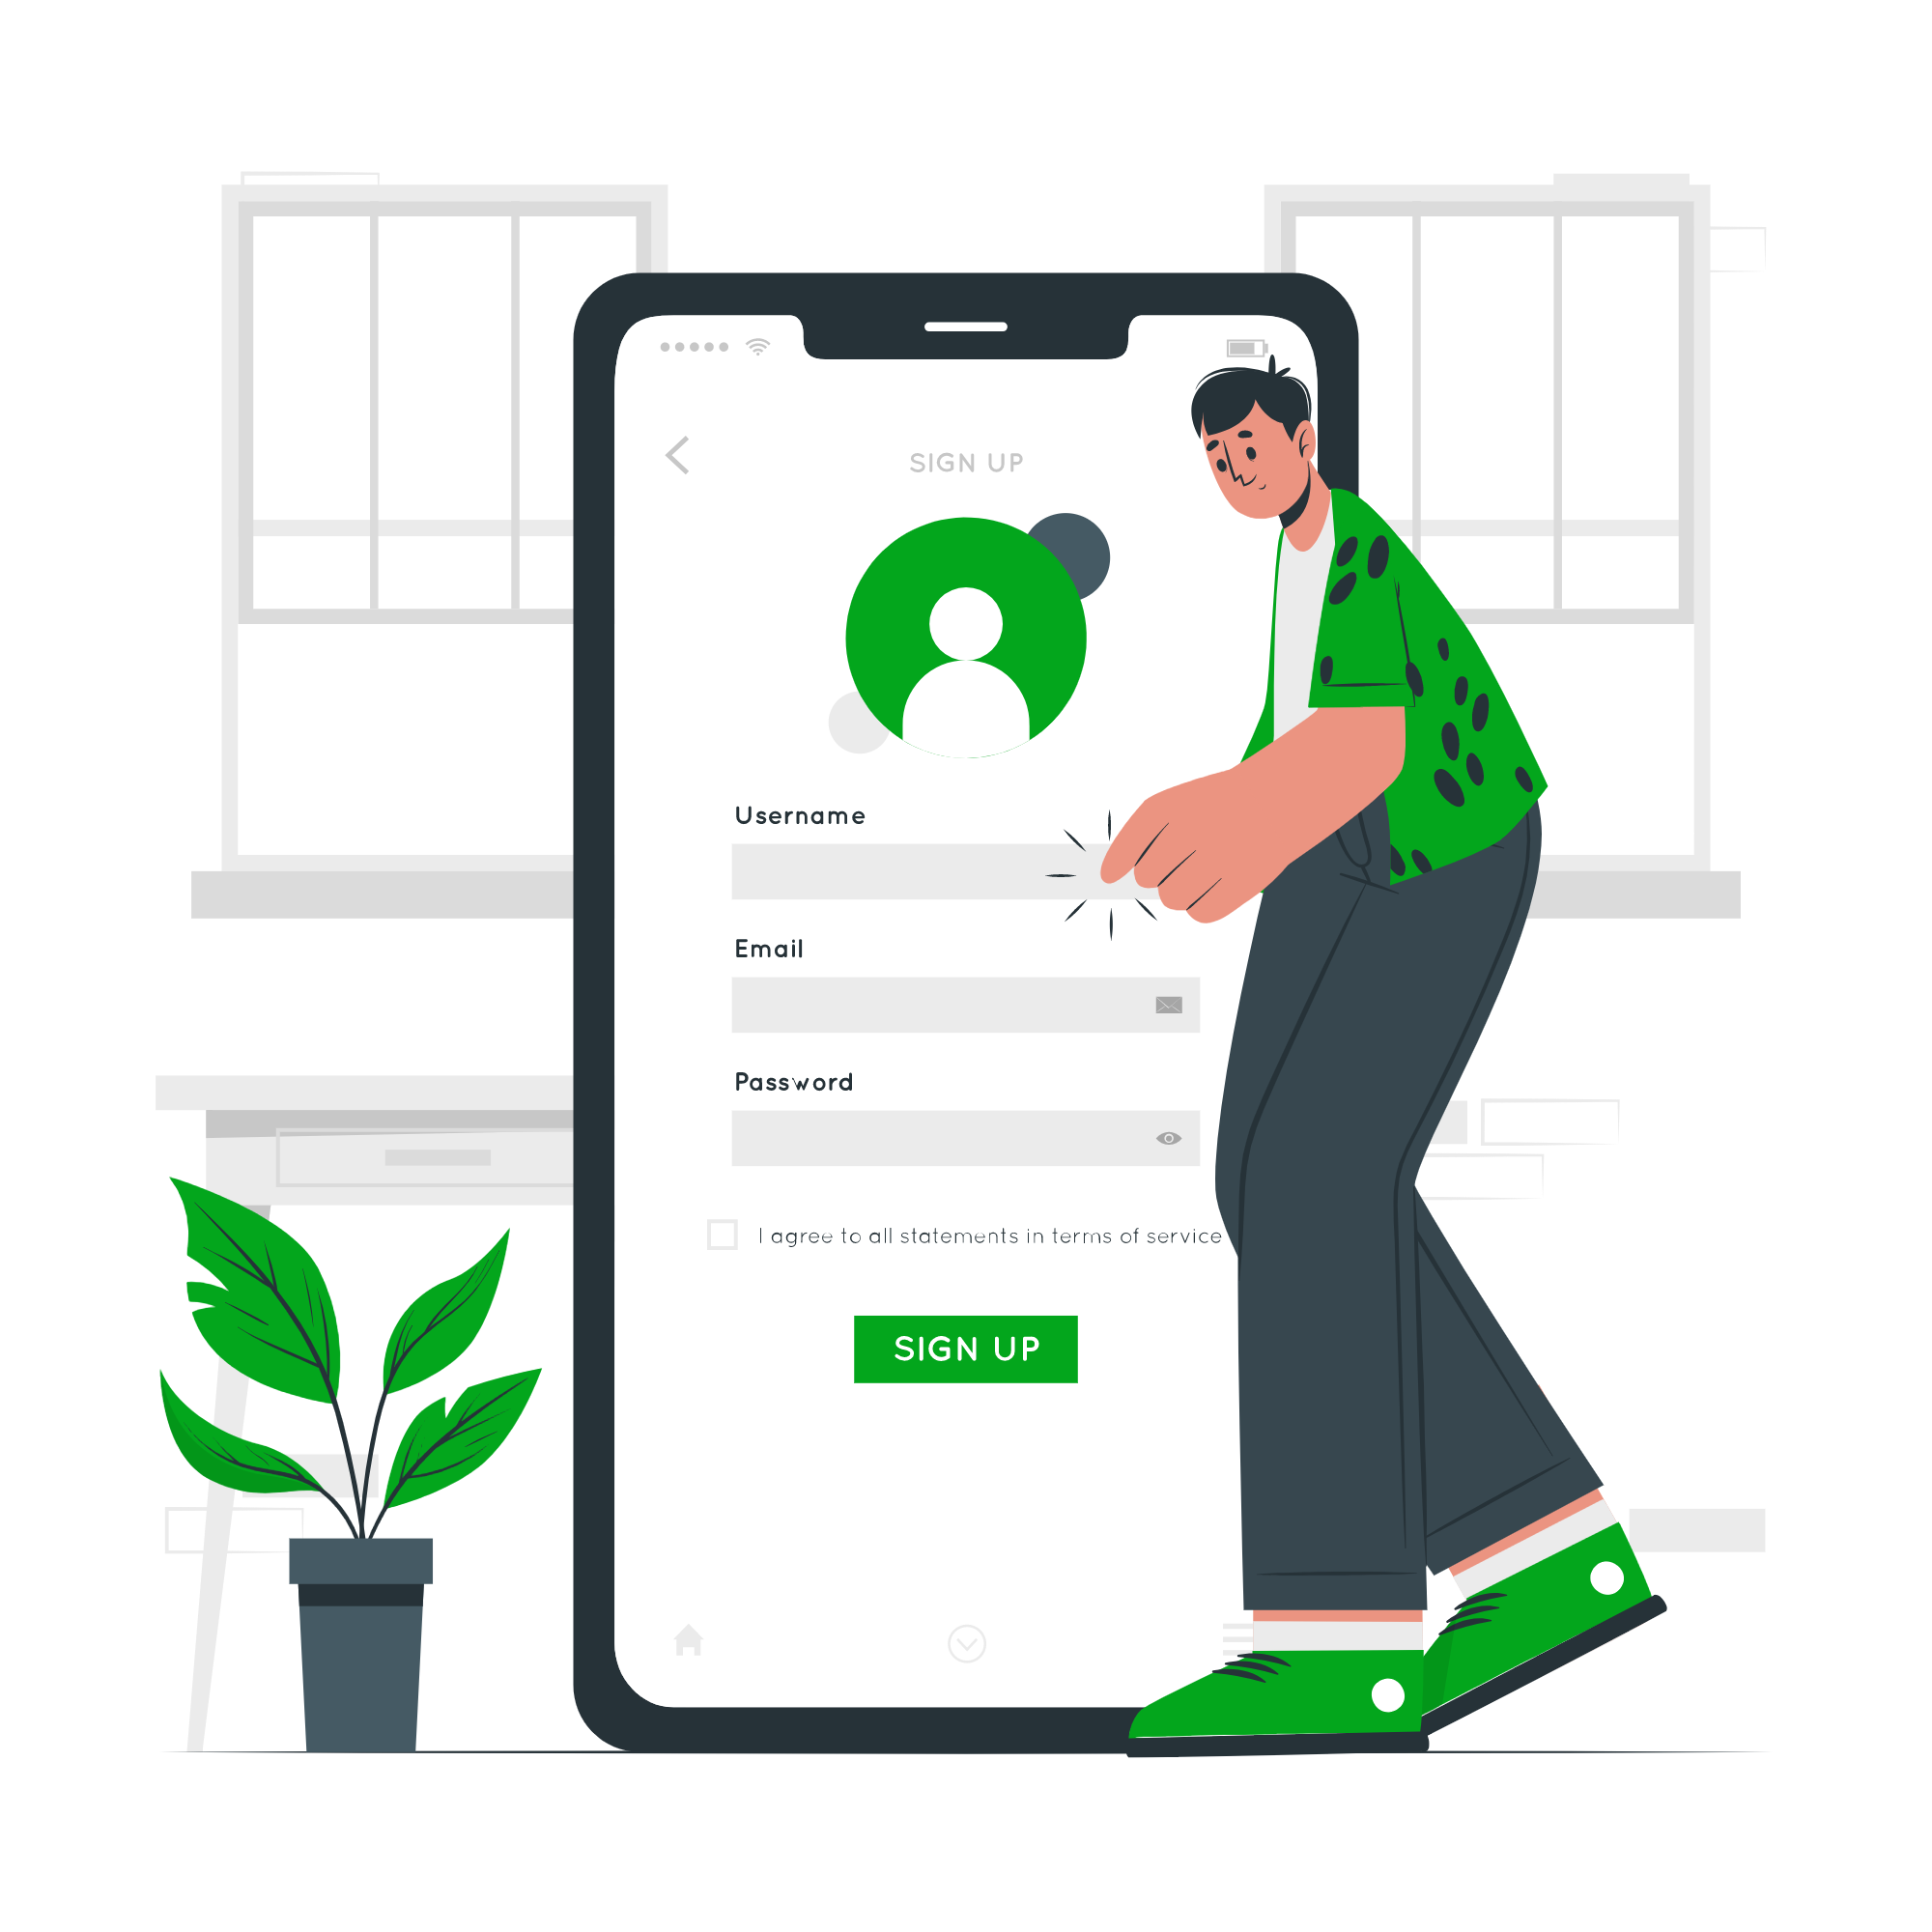 SIGN UP
Username
Email
Password
I agree to all statements in terms of service
SIGN UP